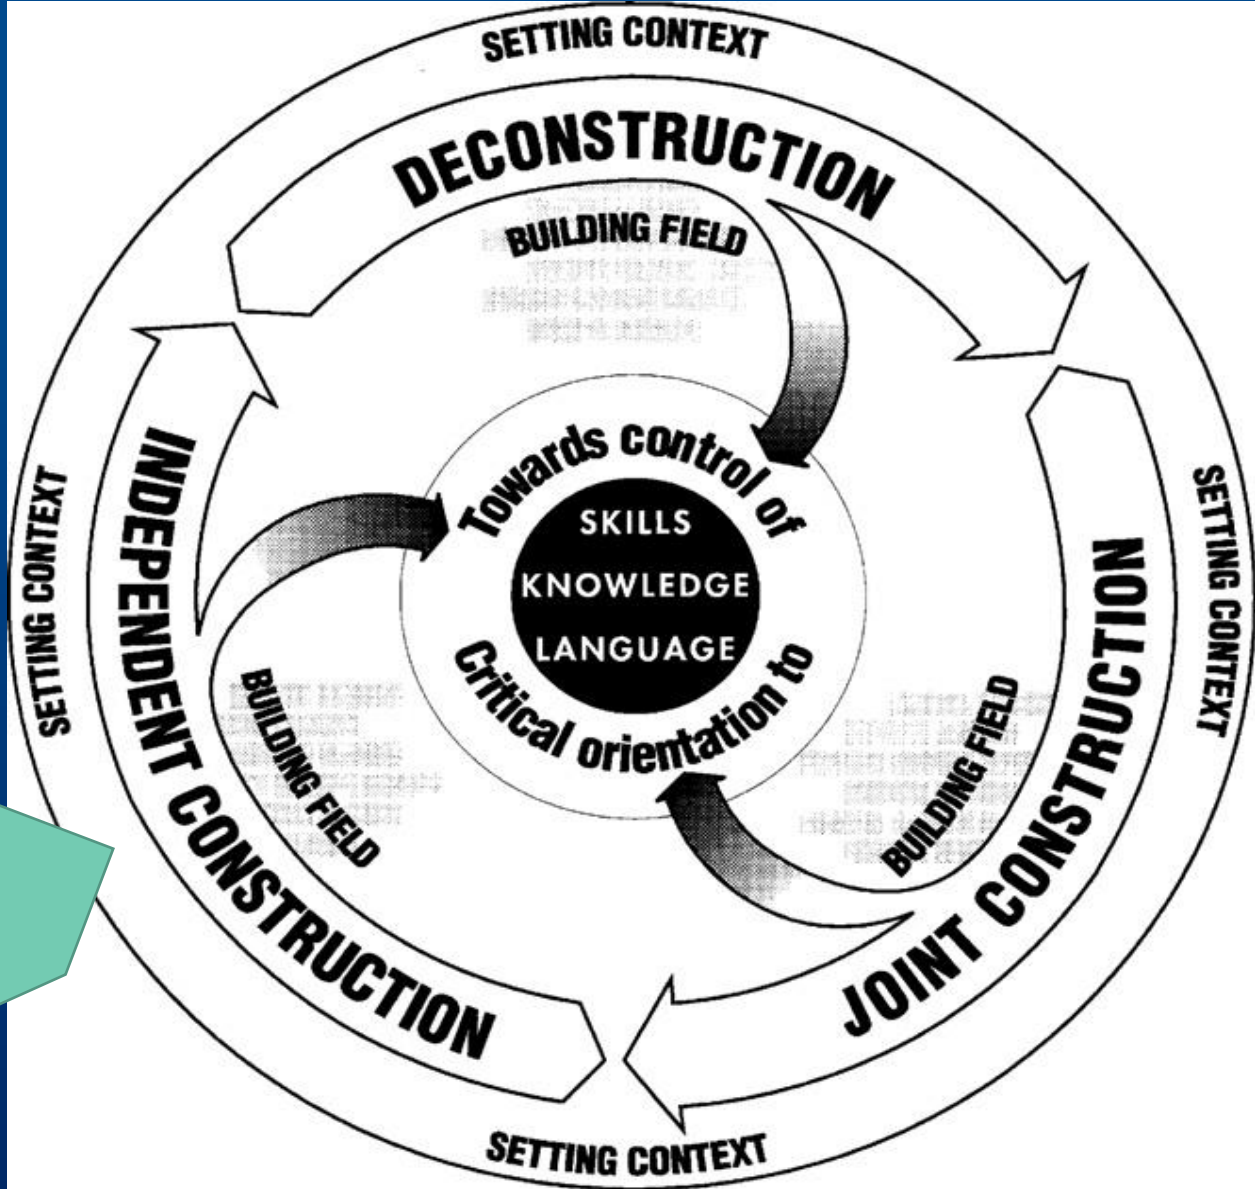 SETTING CONTEXT
DECONSTRUCTION
BUILDING FIELD
Towards control of
SKILLS
KNOWLEDGE
LANGUAGE
Critical orientation to
SETTING CONTEXT
JOINT CONSTRUCTION
BUILDING FIELD
SETTING CONTEXT
INDEPENDENT CONSTRUCTION
BUILDING FIELD
SETTING CONTEXT